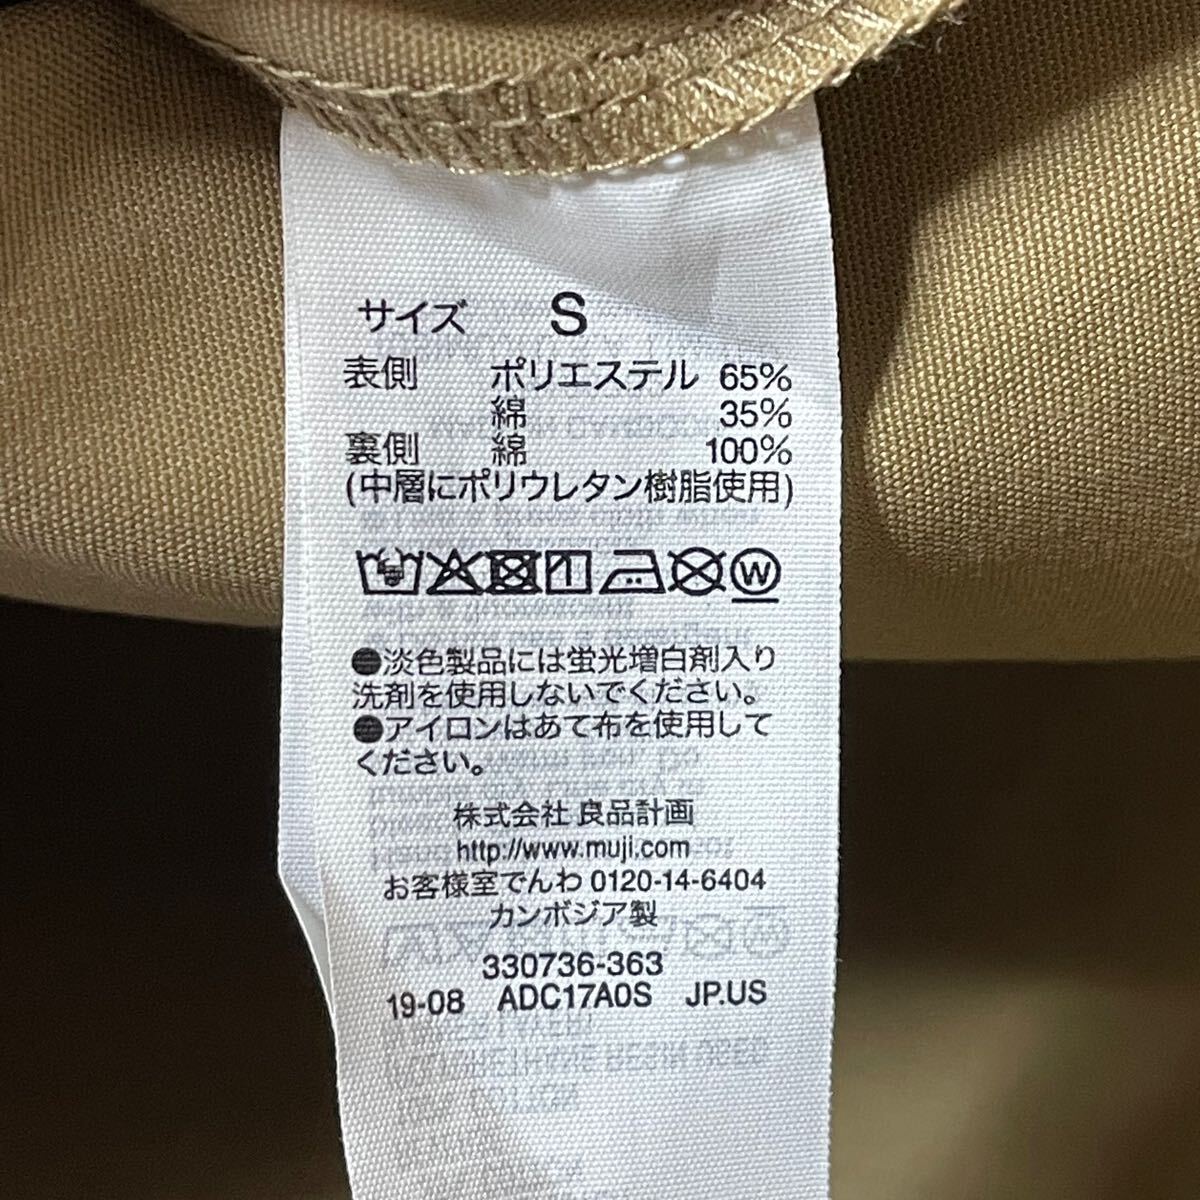 サイズ S
表側 ポリエステル 65%
綿 35%
裏側 綿 100%
(中層にポリウレタン樹脂使用)
W
●淡色製品には蛍光増白剤入り
洗剤を使用しないでください。
●アイロンはあて布を使用して
ください。
株式会社 良品計画
http://www.muji.com
お客様室でんわ 0120-14-6404
カンボジア製
330736-363
19-08 ADC17A0S JP.US